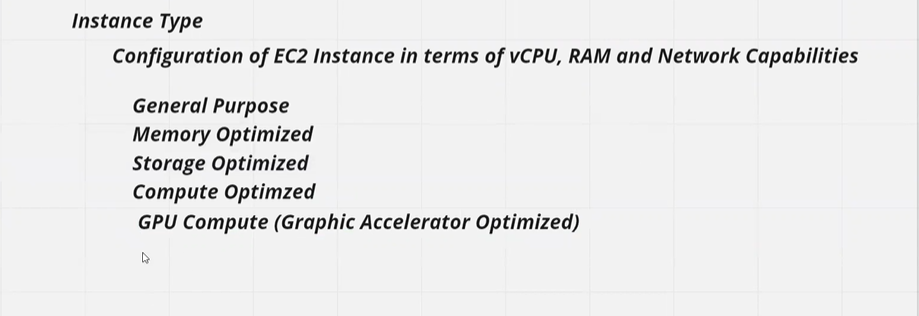 Instance Type
Configuration of EC2 Instance in terms of vCPU, RAM and Network Capabilities
General Purpose
Memory Optimized
Storage Optimized
Compute Optimzed
GPU Compute (Graphic Accelerator Optimized)